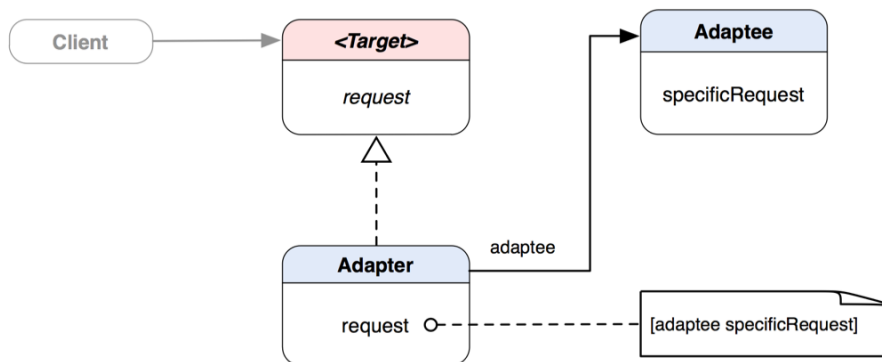 Client
<Target>
request
Adaptee
specificRequest
adaptee
Adapter
request
[adaptee specificRequest]